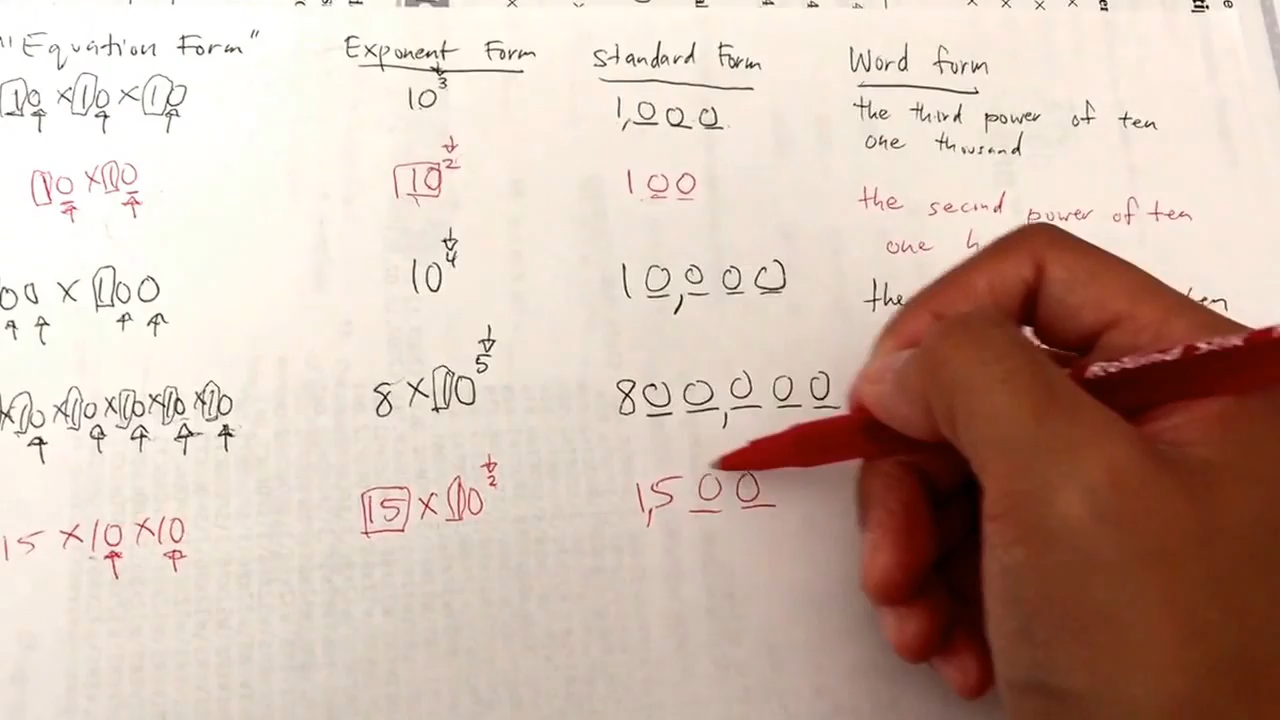 "Equation Form" Exponent Form Standard Form Word form
10 ×10 ×10 10³ 1,000 the third power of ten
one thousand
10 ×10 10² 100 the second power of ten
one
00 × 100 10⁴ 10,000 the
×10 ×10 ×10 ×10 ×10 8 ×10⁵ 800,000
15 ×10 ×10 15 ×10² 1,500